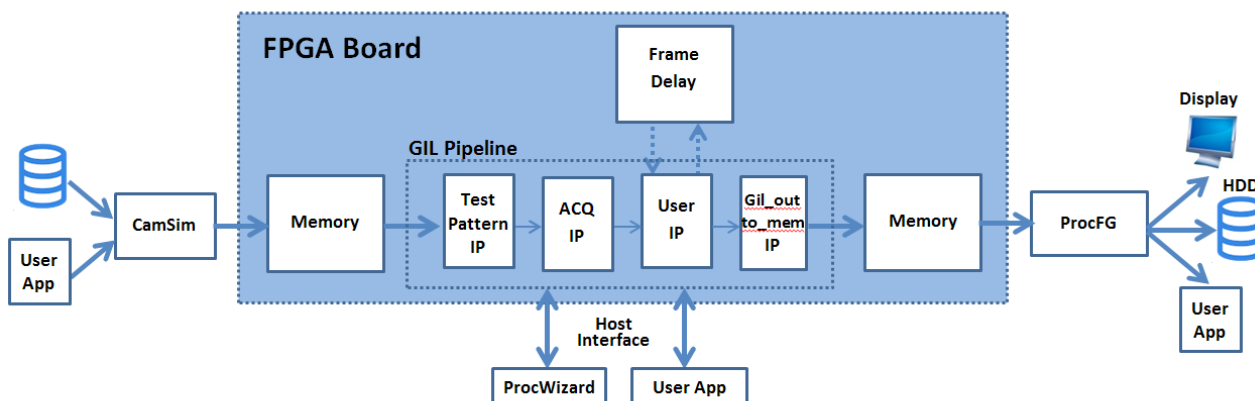 FPGA Board
Frame
Delay
Display
GIL Pipeline
HDD
Test
Pattern
IP
ACQ
IP
User
IP
Gil_out
to_mem
IP
CamSim
Memory
Memory
ProcFG
User
App
User
App
Host
Interface
ProcWizard
User App